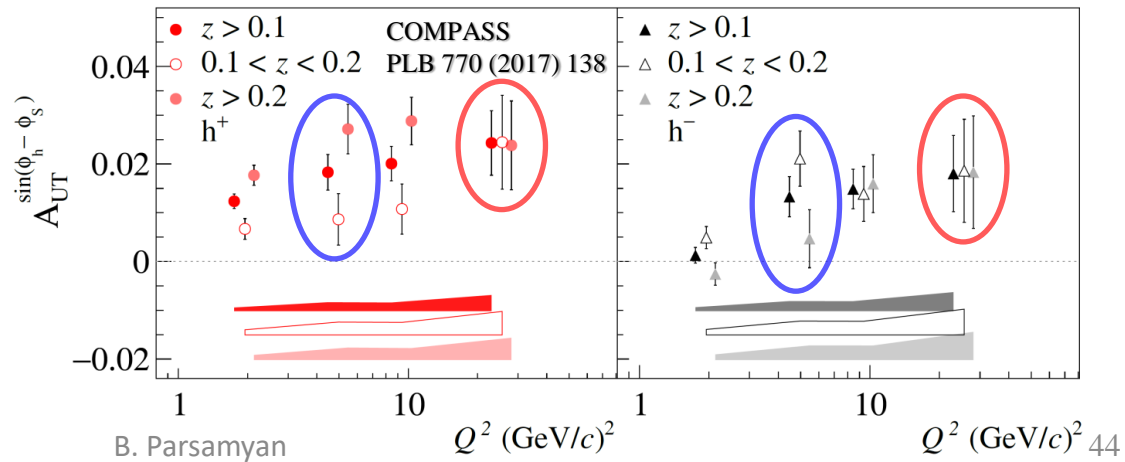 z > 0.1 COMPASS
0.1 < z < 0.2 PLB 770 (2017) 138
z > 0.2
h⁺
z > 0.1
0.1 < z < 0.2
z > 0.2
h⁻
A_UT^sin(ϕ_h − ϕ_S)
0.04
0.02
0
−0.02
1 10
Q² (GeV/c)²
1 10
Q² (GeV/c)²
B. Parsamyan
44